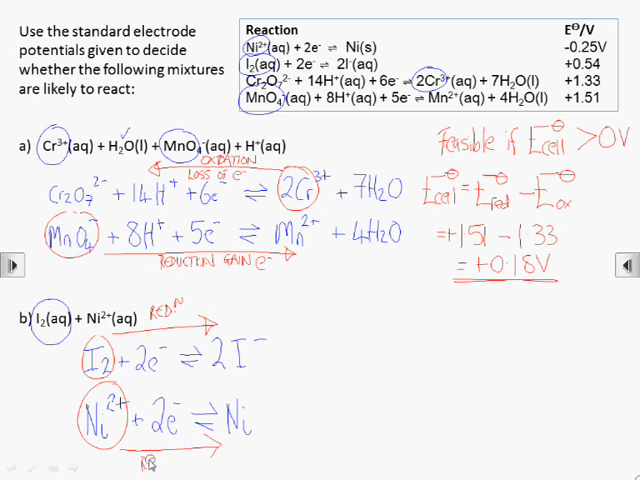 Use the standard electrode
potentials given to decide
whether the following mixtures
are likely to react:
Reaction E⊖/V
Ni²⁺(aq) + 2e⁻ ⇌ Ni(s) -0.25V
I₂(aq) + 2e⁻ ⇌ 2I⁻(aq) +0.54
Cr₂O₇²⁻ + 14H⁺(aq) + 6e⁻ ⇌ 2Cr³⁺(aq) + 7H₂O(l) +1.33
MnO₄⁻(aq) + 8H⁺(aq) + 5e⁻ ⇌ Mn²⁺(aq) + 4H₂O(l) +1.51
a) Cr³⁺(aq) + H₂O(l) + MnO₄⁻(aq) + H⁺(aq)
OXIDATION
LOSS OF e⁻
Cr₂O₇²⁻ + 14H⁺ + 6e⁻ ⇌ 2Cr³⁺ + 7H₂O
MnO₄⁻ + 8H⁺ + 5e⁻ ⇌ Mn²⁺ + 4H₂O
REDUCTION GAIN e⁻
Feasible if E⊖cell > 0V
E⊖cell = E⊖red − E⊖ox
= +1.51 − 1.33
= +0.18V
b) I₂(aq) + Ni²⁺(aq)
REDⁿ
I₂ + 2e⁻ ⇌ 2I⁻
Ni²⁺ + 2e⁻ ⇌ Ni